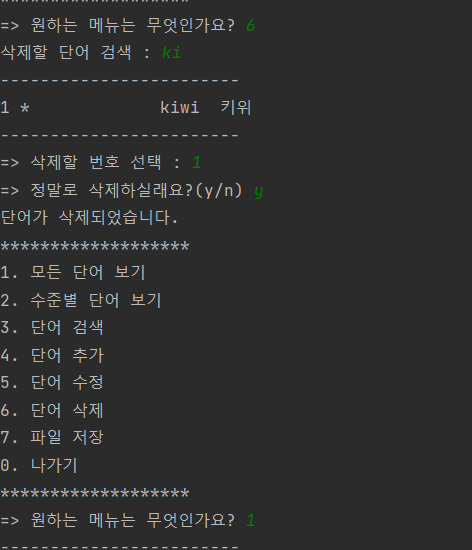 *******************
=> 원하는 메뉴는 무엇인가요? 6
삭제할 단어 검색 : ki
------------------------
1 *             kiwi  키위
------------------------
=> 삭제할 번호 선택 : 1
=> 정말로 삭제하실래요?(y/n) y
단어가 삭제되었습니다.
*******************
1. 모든 단어 보기
2. 수준별 단어 보기
3. 단어 검색
4. 단어 추가
5. 단어 수정
6. 단어 삭제
7. 파일 저장
0. 나가기
*******************
=> 원하는 메뉴는 무엇인가요? 1
------------------------